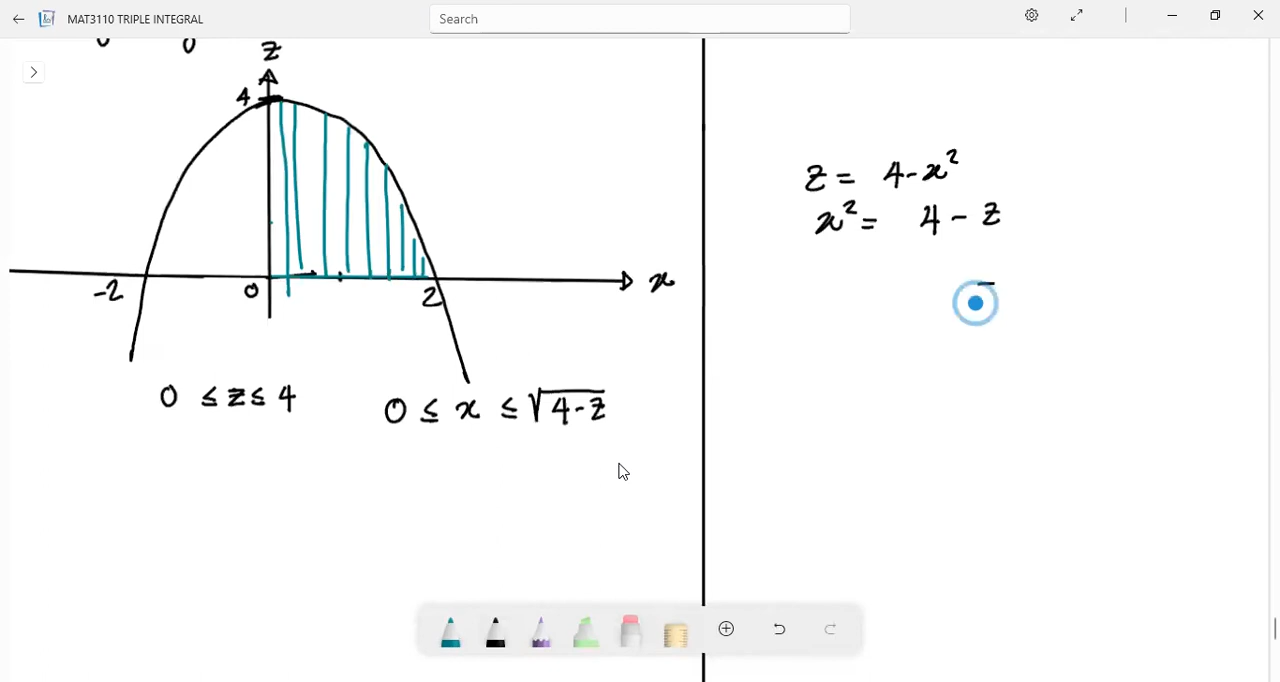 MAT3110 TRIPLE INTEGRAL
Search
z
4
-2
0
2
x
0 ≤ z ≤ 4
0 ≤ x ≤ √(4-z)
z = 4-x²
x² = 4 - z